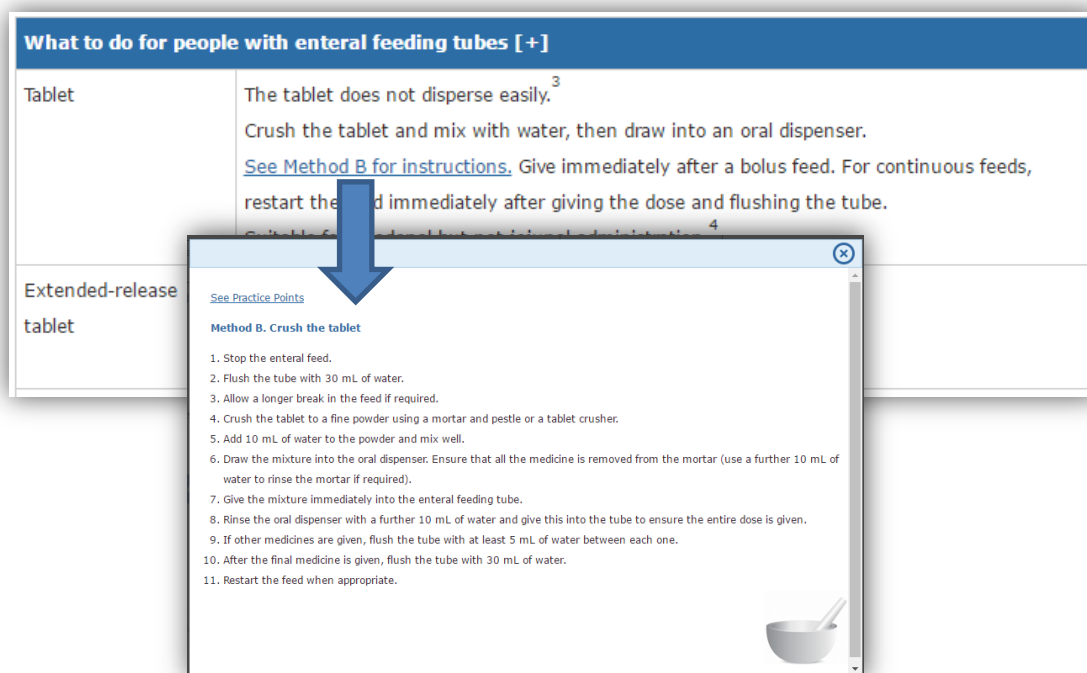 What to do for people with enteral feeding tubes [+]
Tablet
The tablet does not disperse easily.3
Crush the tablet and mix with water, then draw into an oral dispenser.
See Method B for instructions. Give immediately after a bolus feed. For continuous feeds,
restart the d immediately after giving the dose and flushing the tube.
4
Extended-release
tablet
See Practice Points
Method B. Crush the tablet
1. Stop the enteral feed.
2. Flush the tube with 30 mL of water.
3. Allow a longer break in the feed if required.
4. Crush the tablet to a fine powder using a mortar and pestle or a tablet crusher.
5. Add 10 mL of water to the powder and mix well.
6. Draw the mixture into the oral dispenser. Ensure that all the medicine is removed from the mortar (use a further 10 mL of
water to rinse the mortar if required).
7. Give the mixture immediately into the enteral feeding tube.
8. Rinse the oral dispenser with a further 10 mL of water and give this into the tube to ensure the entire dose is given.
9. If other medicines are given, flush the tube with at least 5 mL of water between each one.
10. After the final medicine is given, flush the tube with 30 mL of water.
11. Restart the feed when appropriate.